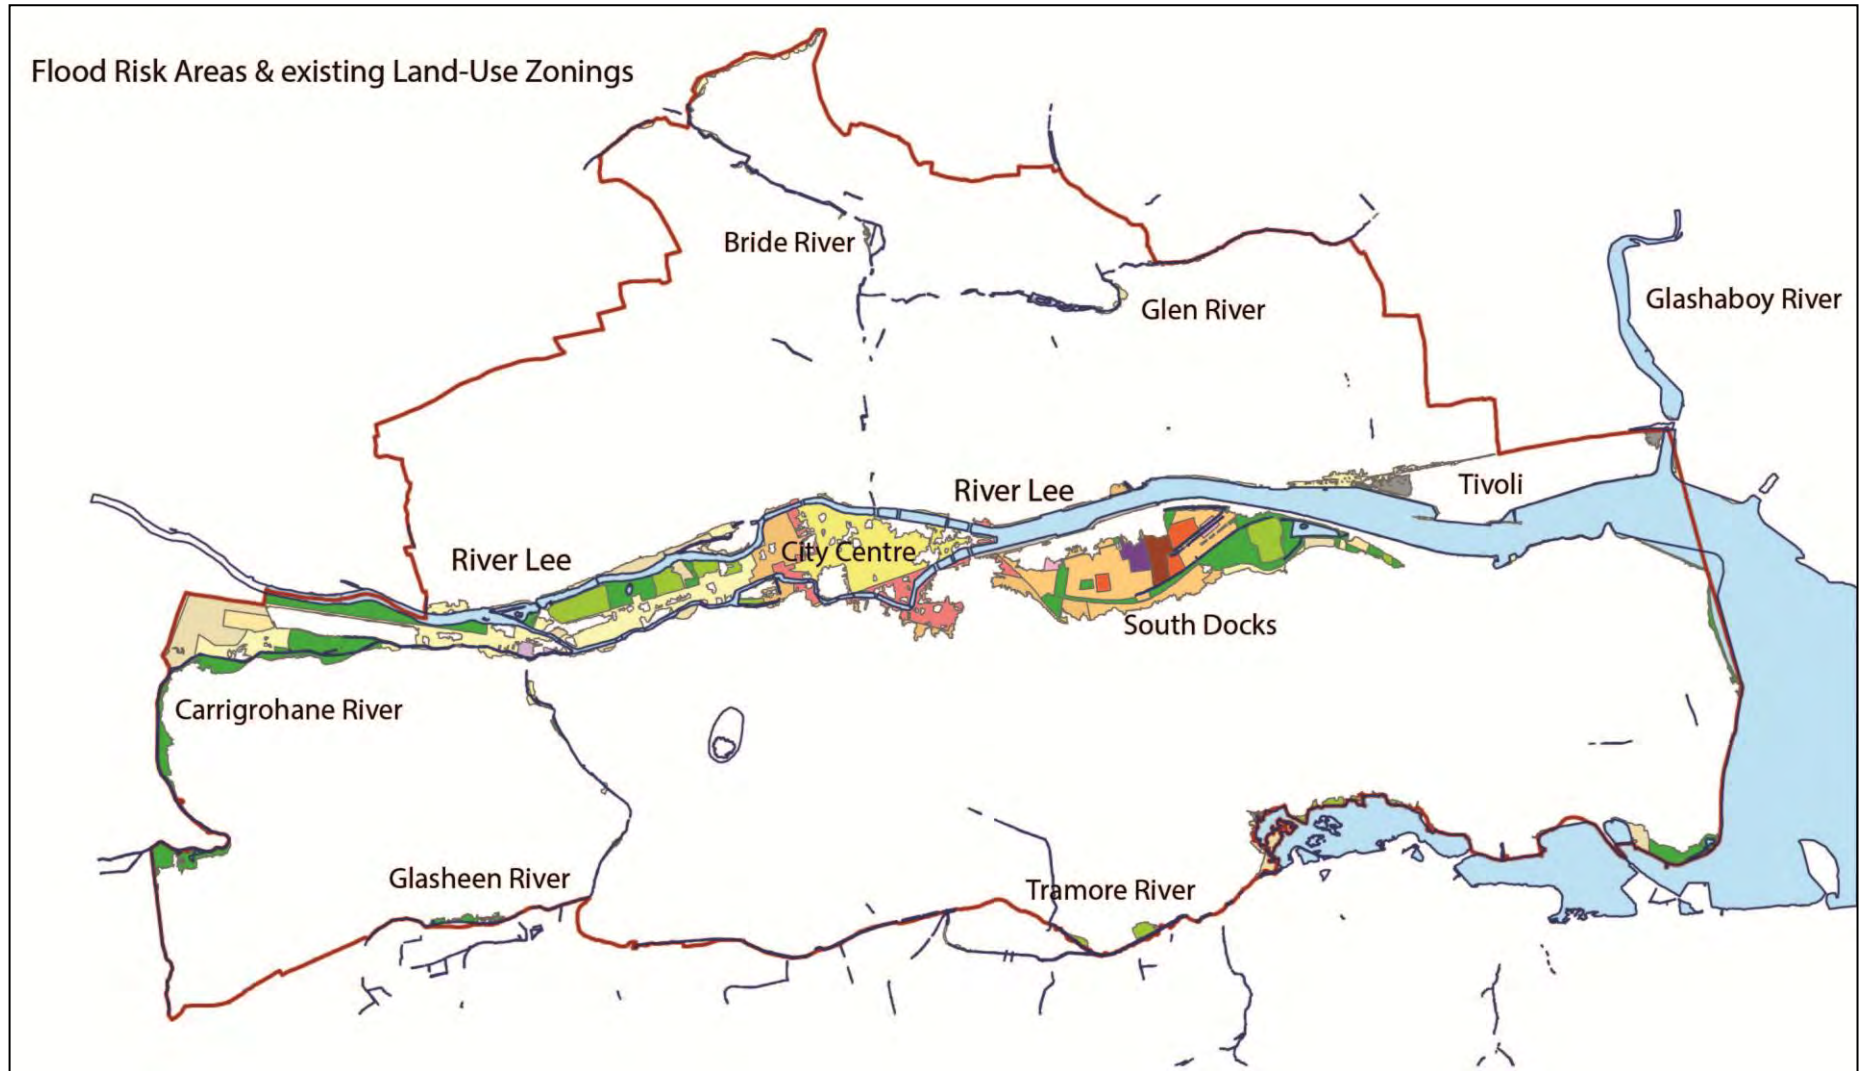 Flood Risk Areas & existing Land-Use Zonings
Bride River
Glen River
Glashaboy River
River Lee
Tivoli
City Centre
River Lee
South Docks
Carrigrohane River
Glasheen River
Tramore River